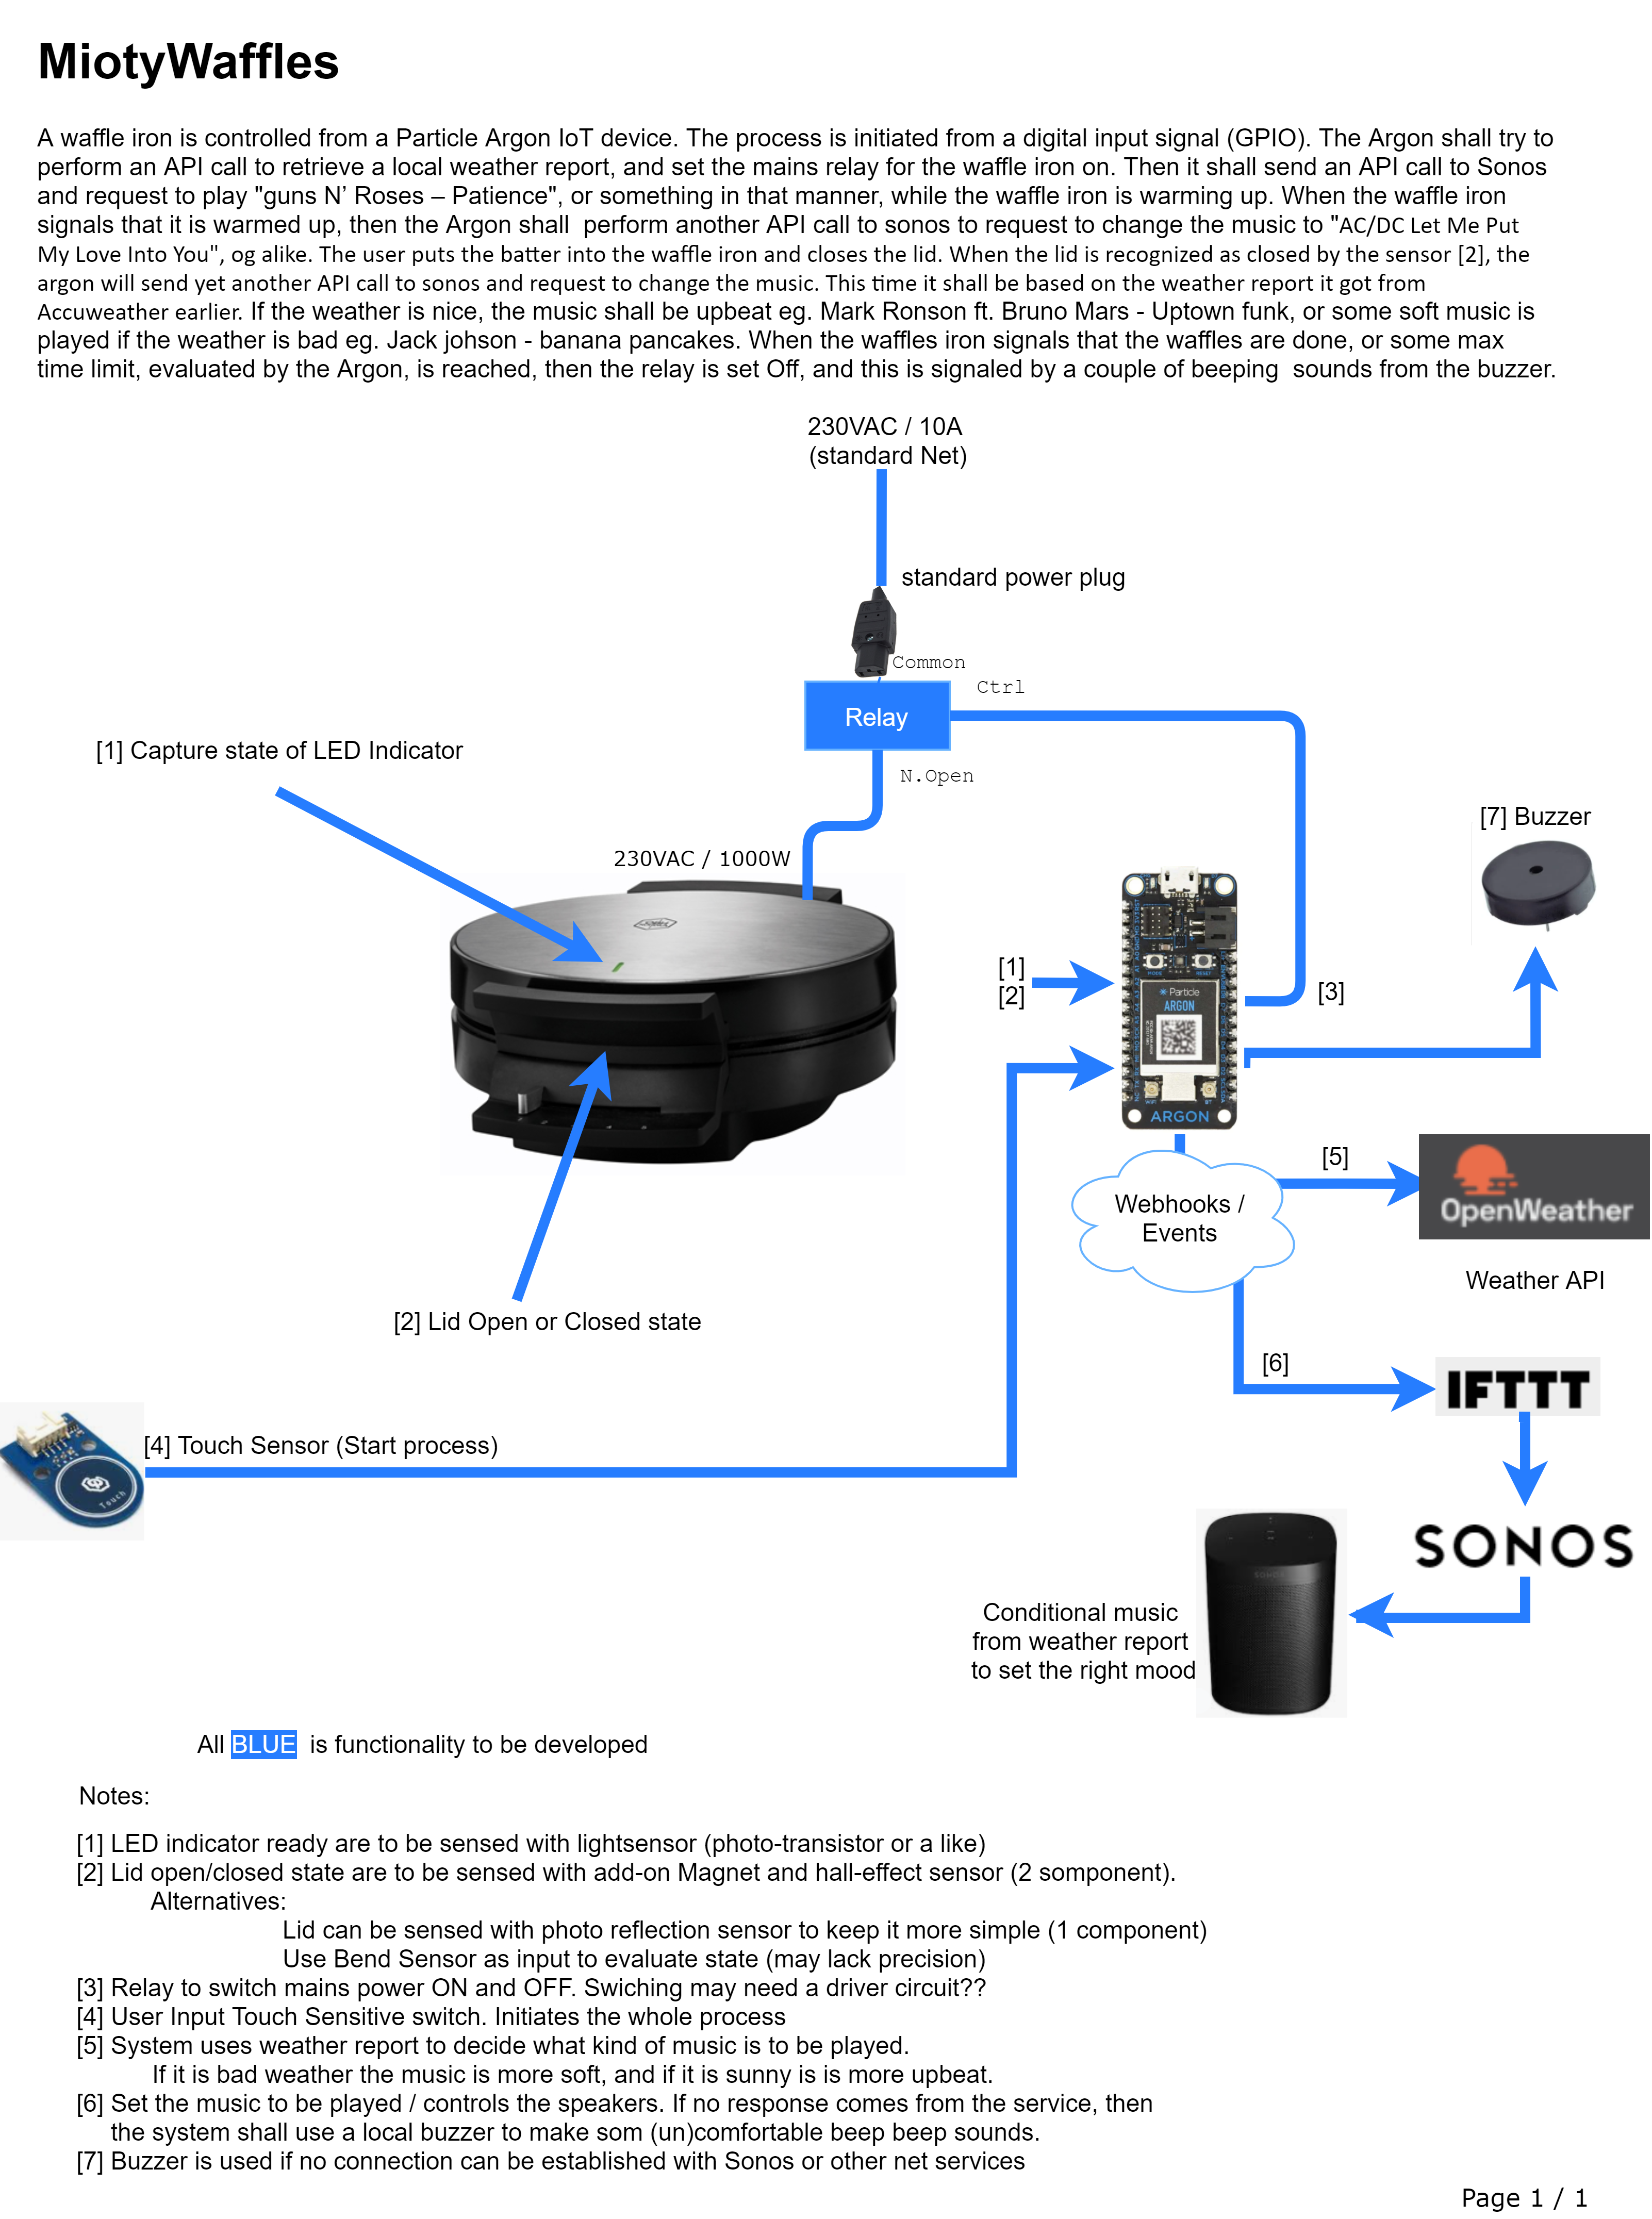 MiotyWaffles
A waffle iron is controlled from a Particle Argon IoT device. The process is initiated from a digital input signal (GPIO). The Argon shall try to
perform an API call to retrieve a local weather report, and set the mains relay for the waffle iron on. Then it shall send an API call to Sonos
and request to play "guns N’ Roses – Patience", or something in that manner, while the waffle iron is warming up. When the waffle iron
signals that it is warmed up, then the Argon shall  perform another API call to sonos to request to change the music to "AC/DC Let Me Put
My Love Into You", og alike. The user puts the batter into the waffle iron and closes the lid. When the lid is recognized as closed by the sensor [2], the
argon will send yet another API call to sonos and request to change the music. This time it shall be based on the weather report it got from
Accuweather earlier. If the weather is nice, the music shall be upbeat eg. Mark Ronson ft. Bruno Mars - Uptown funk, or some soft music is
played if the weather is bad eg. Jack johson - banana pancakes. When the waffles iron signals that the waffles are done, or some max
time limit, evaluated by the Argon, is reached, then the relay is set Off, and this is signaled by a couple of beeping  sounds from the buzzer.
230VAC / 10A
(standard Net)
standard power plug
Common
Ctrl
Relay
N.Open
[1] Capture state of LED Indicator
[7] Buzzer
230VAC / 1000W
[1]
[2]
[3]
Particle
ARGON
ARGON
[5]
Webhooks /
Events
OpenWeather
Weather API
[2] Lid Open or Closed state
[6]
IFTTT
[4] Touch Sensor (Start process)
Touch
SONOS
Conditional music
from weather report
to set the right mood
All BLUE  is functionality to be developed
Notes:
[1] LED indicator ready are to be sensed with lightsensor (photo-transistor or a like)
[2] Lid open/closed state are to be sensed with add-on Magnet and hall-effect sensor (2 somponent).
Alternatives:
Lid can be sensed with photo reflection sensor to keep it more simple (1 component)
Use Bend Sensor as input to evaluate state (may lack precision)
[3] Relay to switch mains power ON and OFF. Swiching may need a driver circuit??
[4] User Input Touch Sensitive switch. Initiates the whole process
[5] System uses weather report to decide what kind of music is to be played.
If it is bad weather the music is more soft, and if it is sunny is is more upbeat.
[6] Set the music to be played / controls the speakers. If no response comes from the service, then
the system shall use a local buzzer to make som (un)comfortable beep beep sounds.
[7] Buzzer is used if no connection can be established with Sonos or other net services
Page 1 / 1